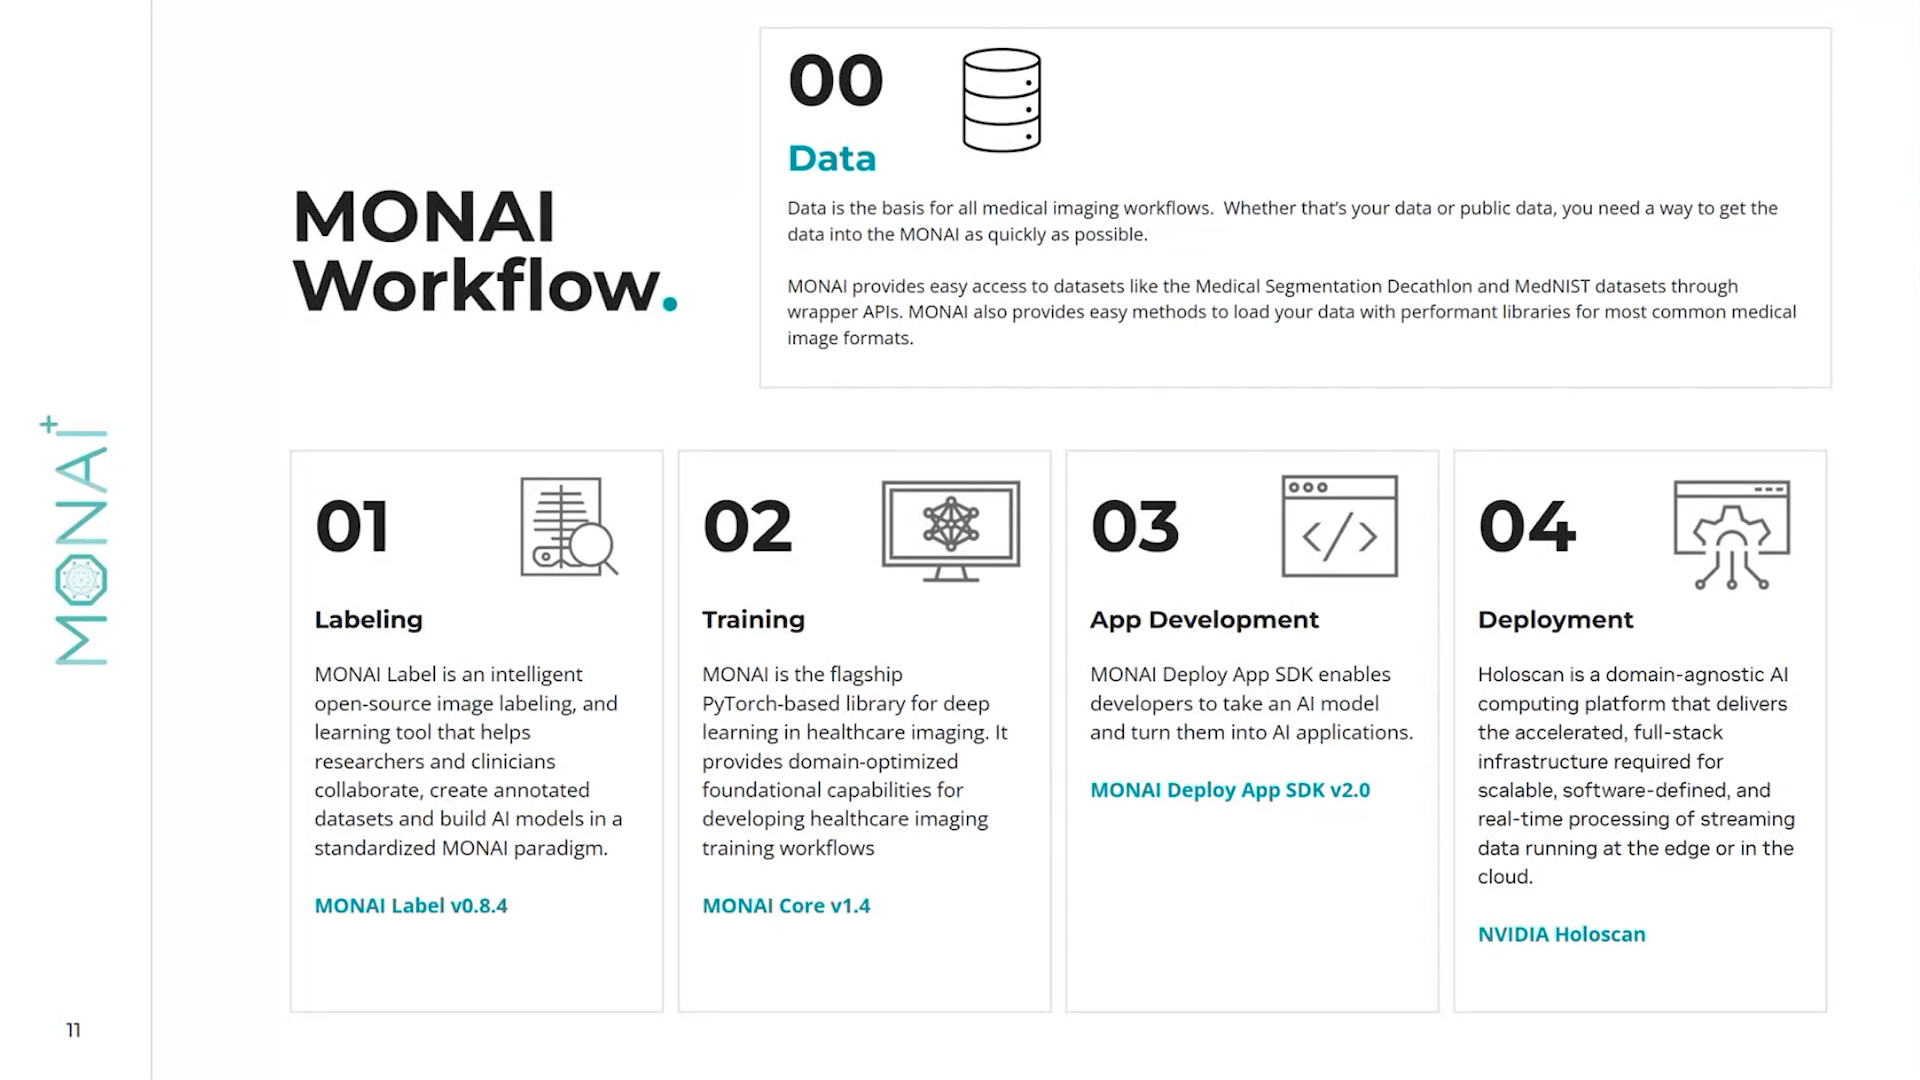 MONAI
Workflow.
00
Data
Data is the basis for all medical imaging workflows.  Whether that’s your data or public data, you need a way to get the
data into the MONAI as quickly as possible.
MONAI provides easy access to datasets like the Medical Segmentation Decathlon and MedNIST datasets through
wrapper APIs. MONAI also provides easy methods to load your data with performant libraries for most common medical
image formats.
01
Labeling
MONAI Label is an intelligent
open-source image labeling, and
learning tool that helps
researchers and clinicians
collaborate, create annotated
datasets and build AI models in a
standardized MONAI paradigm.
MONAI Label v0.8.4
02
Training
MONAI is the flagship
PyTorch-based library for deep
learning in healthcare imaging. It
provides domain-optimized
foundational capabilities for
developing healthcare imaging
training workflows
MONAI Core v1.4
03
App Development
MONAI Deploy App SDK enables
developers to take an AI model
and turn them into AI applications.
MONAI Deploy App SDK v2.0
04
Deployment
Holoscan is a domain-agnostic AI
computing platform that delivers
the accelerated, full-stack
infrastructure required for
scalable, software-defined, and
real-time processing of streaming
data running at the edge or in the
cloud.
NVIDIA Holoscan
MONAI
11